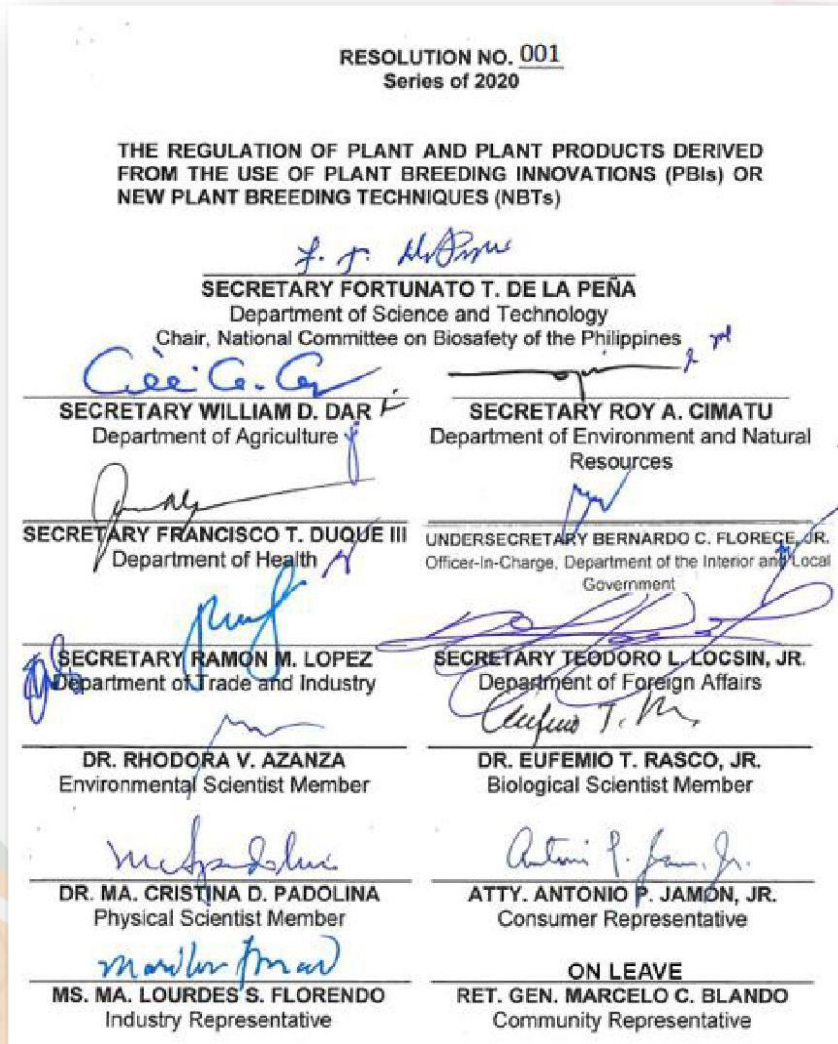 RESOLUTION NO. 001
Series of 2020
THE REGULATION OF PLANT AND PLANT PRODUCTS DERIVED
FROM THE USE OF PLANT BREEDING INNOVATIONS (PBIs) OR
NEW PLANT BREEDING TECHNIQUES (NBTs)
SECRETARY FORTUNATO T. DE LA PEÑA
Department of Science and Technology
Chair, National Committee on Biosafety of the Philippines
SECRETARY WILLIAM D. DAR
Department of Agriculture
SECRETARY ROY A. CIMATU
Department of Environment and Natural
Resources
SECRETARY FRANCISCO T. DUQUE III
Department of Health
UNDERSECRETARY BERNARDO C. FLORECE, JR.
Officer-In-Charge, Department of the Interior and Local
Government
SECRETARY RAMON M. LOPEZ
Department of Trade and Industry
SECRETARY TEODORO L. LOCSIN, JR.
Department of Foreign Affairs
DR. RHODORA V. AZANZA
Environmental Scientist Member
DR. EUFEMIO T. RASCO, JR.
Biological Scientist Member
DR. MA. CRISTINA D. PADOLINA
Physical Scientist Member
ATTY. ANTONIO P. JAMON, JR.
Consumer Representative
MS. MA. LOURDES S. FLORENDO
Industry Representative
ON LEAVE
RET. GEN. MARCELO C. BLANDO
Community Representative